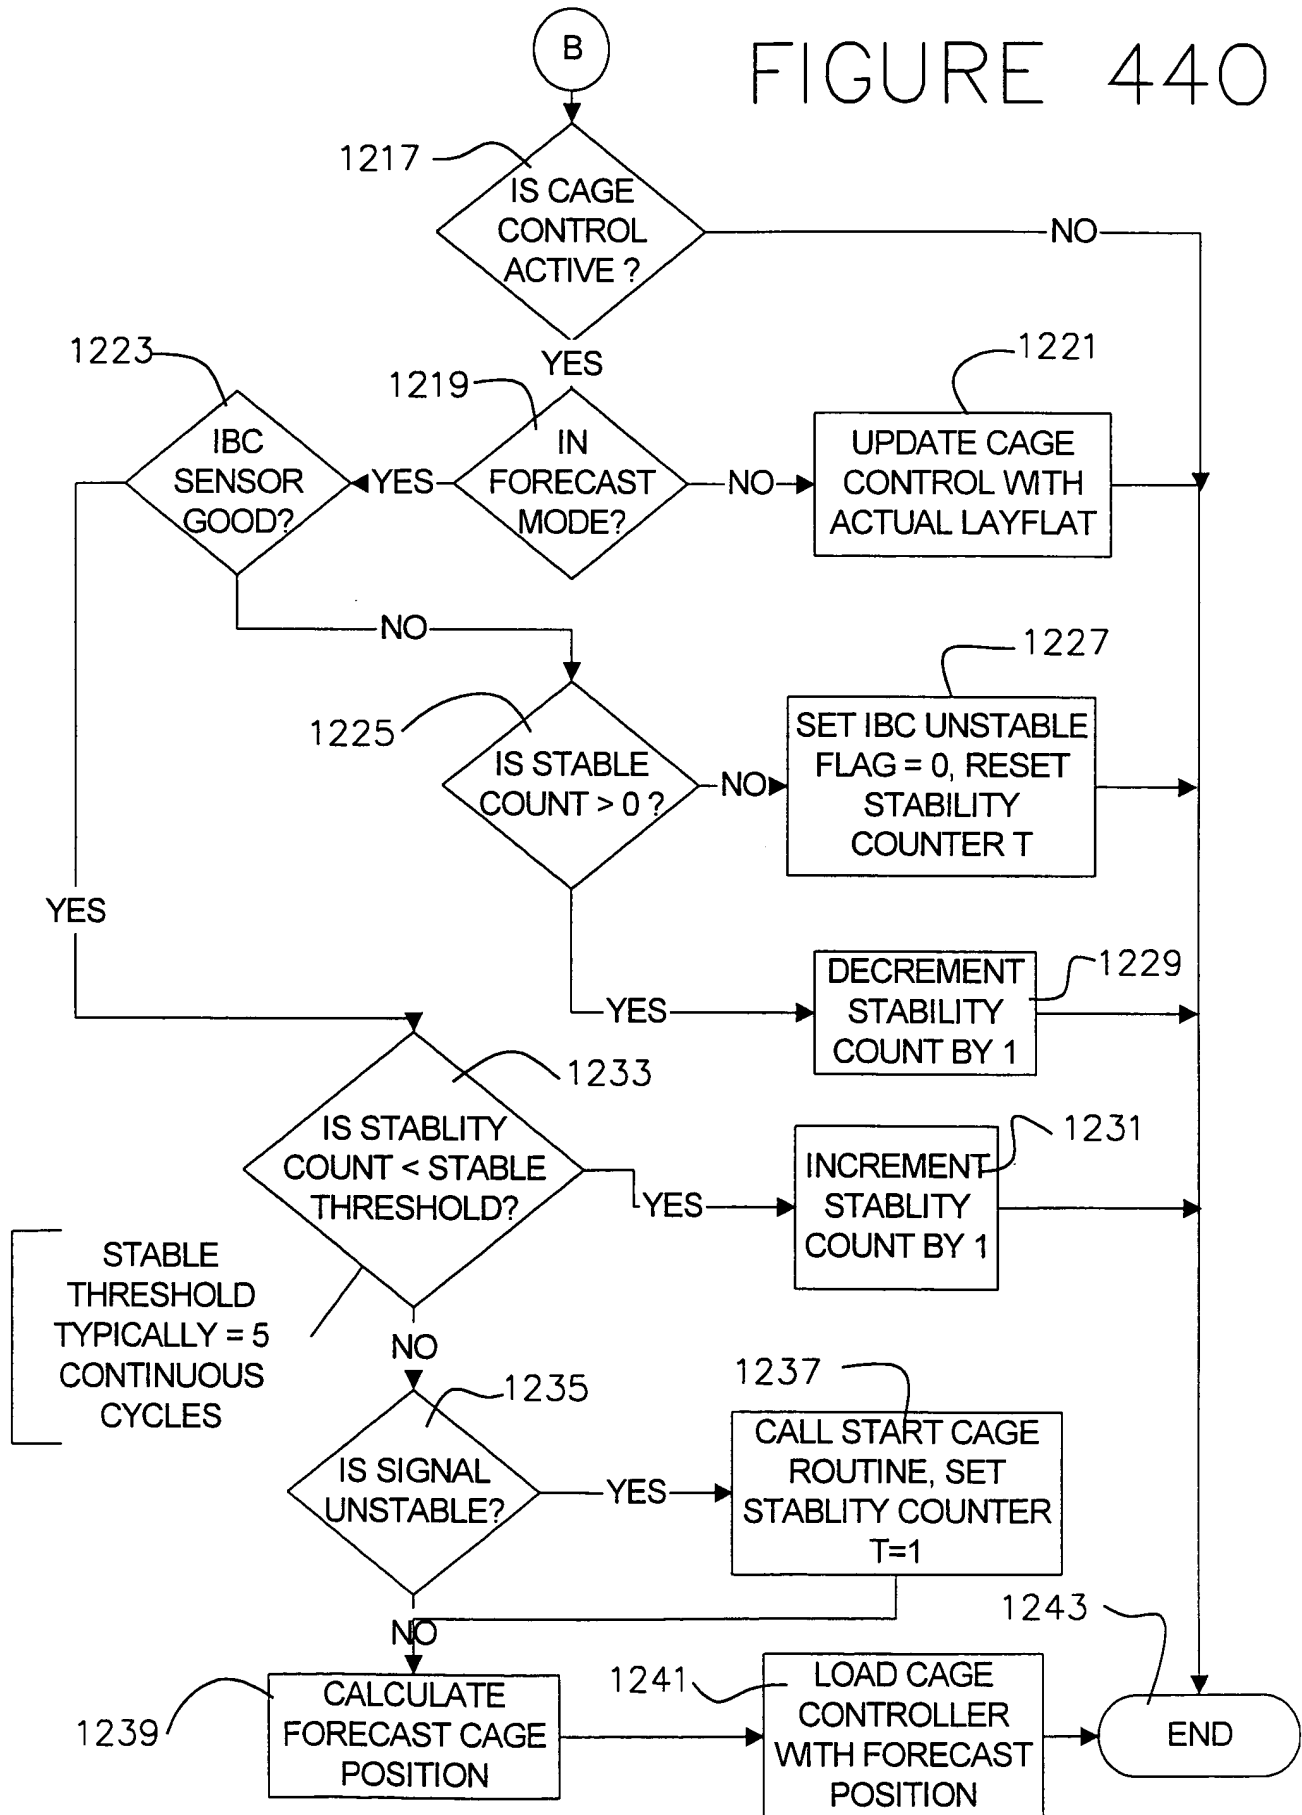 B
FIGURE 440
1217
IS CAGE
CONTROL
ACTIVE ?
NO
YES
1223
IBC
SENSOR
GOOD?
YES
1219
IN
FORECAST
MODE?
NO
1221
UPDATE CAGE
CONTROL WITH
ACTUAL LAYFLAT
NO
1225
IS STABLE
COUNT > 0 ?
NO
1227
SET IBC UNSTABLE
FLAG = 0, RESET
STABILITY
COUNTER T
YES
YES
1229
DECREMENT
STABILITY
COUNT BY 1
1233
IS STABLITY
COUNT < STABLE
THRESHOLD?
YES
1231
INCREMENT
STABLITY
COUNT BY 1
STABLE
THRESHOLD
TYPICALLY = 5
CONTINUOUS
CYCLES
NO
1235
IS SIGNAL
UNSTABLE?
YES
1237
CALL START CAGE
ROUTINE, SET
STABLITY COUNTER
T=1
NO
1239
CALCULATE
FORECAST CAGE
POSITION
1241
LOAD CAGE
CONTROLLER
WITH FORECAST
POSITION
1243
END